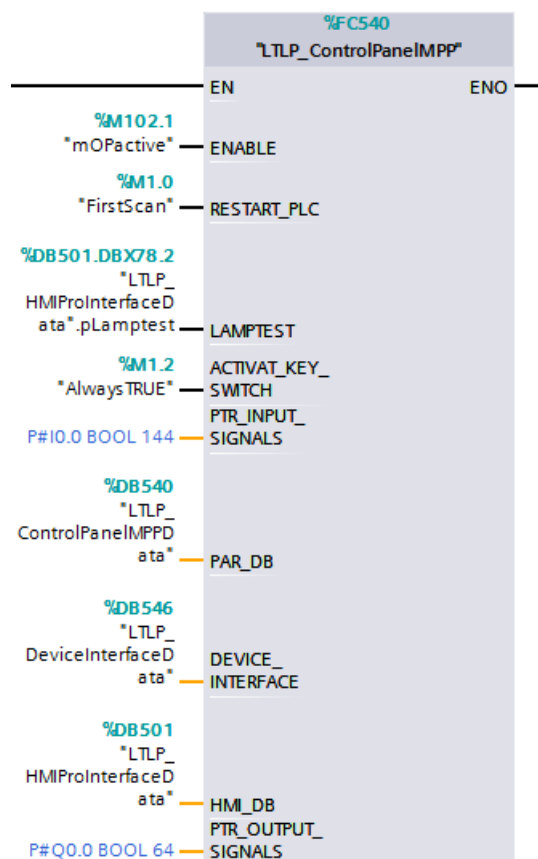 %FC540
"LTLP_ControlPanelMPP"
EN
ENO
%M102.1
"mOPactive"
ENABLE
%M1.0
"FirstScan"
RESTART_PLC
%DB501.DBX78.2
"LTLP_
HMIProInterfaceD
ata".pLamptest
LAMPTEST
%M1.2
"AlwaysTRUE"
ACTIVAT_KEY_
SWITCH
P#I0.0 BOOL 144
PTR_INPUT_
SIGNALS
%DB540
"LTLP_
ControlPanelMPPD
ata"
PAR_DB
%DB546
"LTLP_
DeviceInterfaceD
ata"
DEVICE_
INTERFACE
%DB501
"LTLP_
HMIProInterfaceD
ata"
HMI_DB
P#Q0.0 BOOL 64
PTR_OUTPUT_
SIGNALS